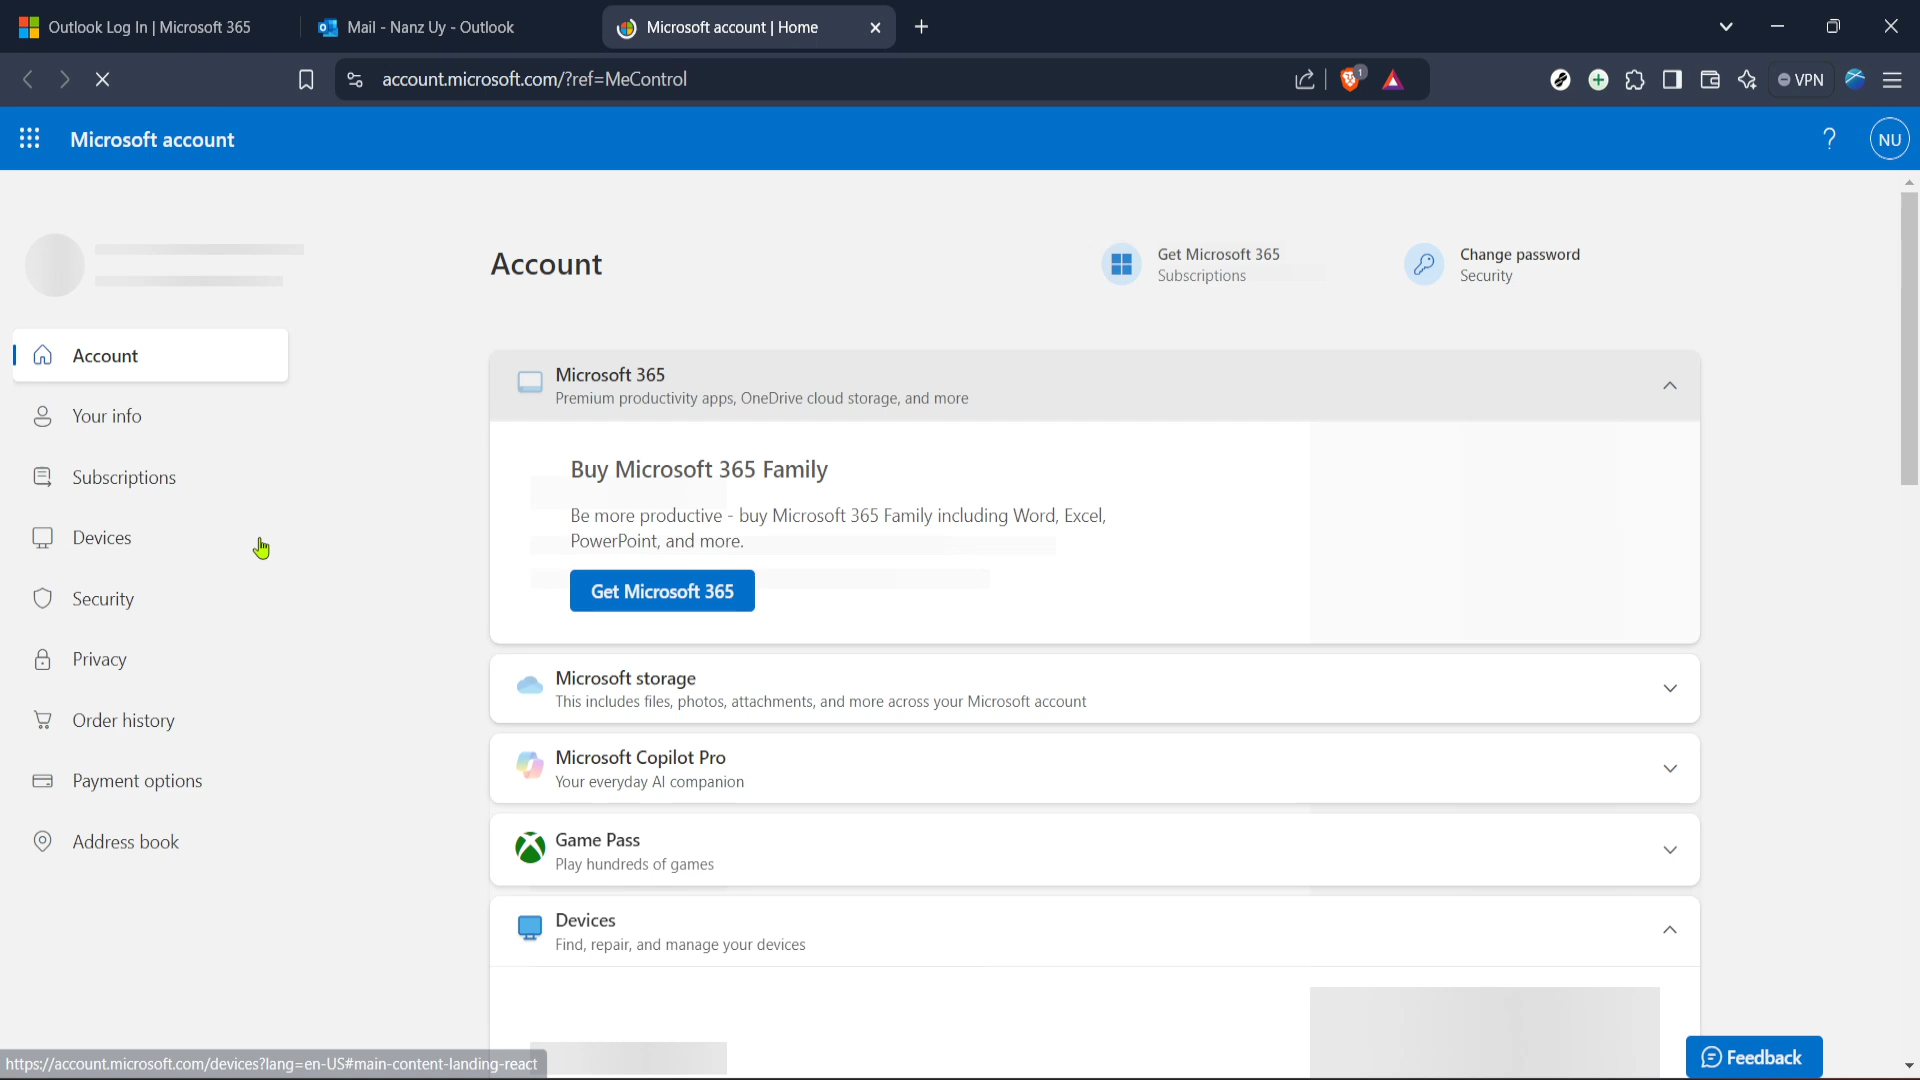 Outlook Log In | Microsoft 365
Mail - Nanz Uy - Outlook
Microsoft account | Home
account.microsoft.com/?ref=MeControl
1
VPN
Microsoft account
?
NU
Account
Get Microsoft 365
Subscriptions
Change password
Security
Account
Your info
Subscriptions
Devices
Security
Privacy
Order history
Payment options
Address book
Microsoft 365
Premium productivity apps, OneDrive cloud storage, and more
Buy Microsoft 365 Family
Be more productive - buy Microsoft 365 Family including Word, Excel,
PowerPoint, and more.
Get Microsoft 365
Microsoft storage
This includes files, photos, attachments, and more across your Microsoft account
Microsoft Copilot Pro
Your everyday AI companion
Game Pass
Play hundreds of games
Devices
Find, repair, and manage your devices
https://account.microsoft.com/devices?lang=en-US#main-content-landing-react
Feedback